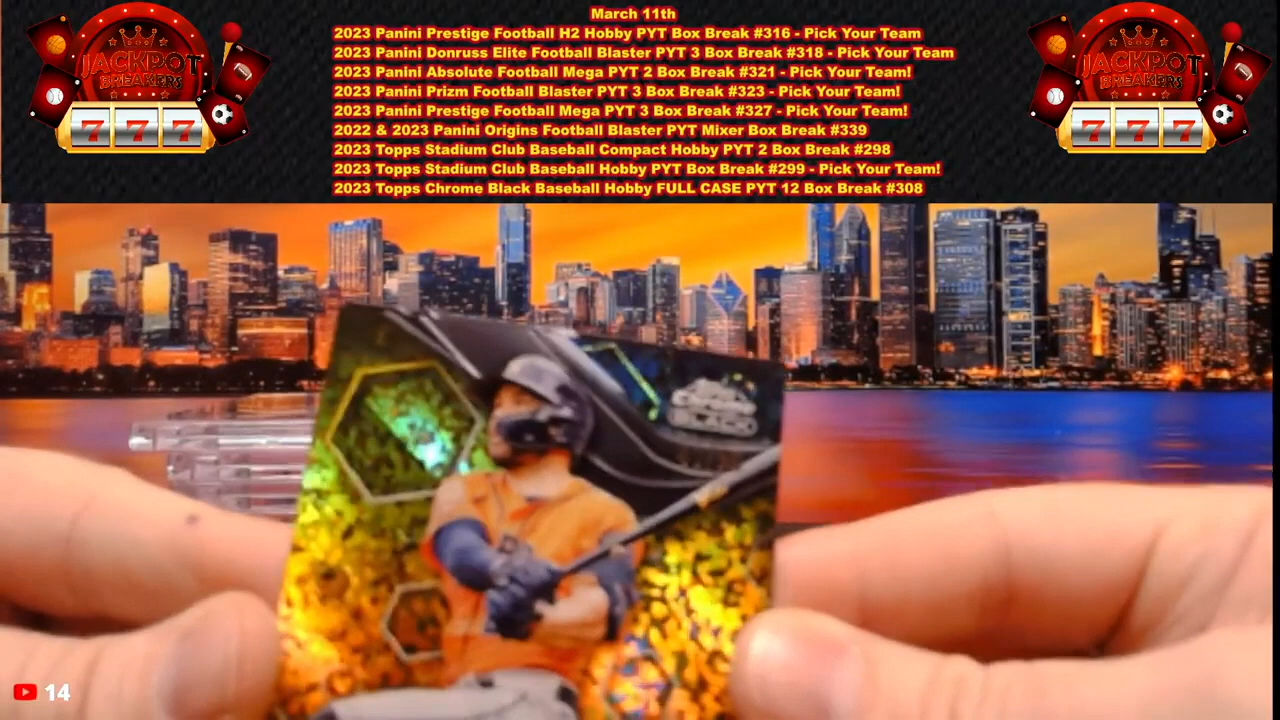 March 11th
2023 Panini Prestige Football H2 Hobby PYT Box Break #316 - Pick Your Team
2023 Panini Donruss Elite Football Blaster PYT 3 Box Break #318 - Pick Your Team
2023 Panini Absolute Football Mega PYT 2 Box Break #321 - Pick Your Team!
2023 Panini Prizm Football Blaster PYT 3 Box Break #323 - Pick Your Team!
2023 Panini Prestige Football Mega PYT 3 Box Break #327 - Pick Your Team!
2022 & 2023 Panini Origins Football Blaster PYT Mixer Box Break #339
2023 Topps Stadium Club Baseball Compact Hobby PYT 2 Box Break #298
2023 Topps Stadium Club Baseball Hobby PYT Box Break #299 - Pick Your Team!
2023 Topps Chrome Black Baseball Hobby FULL CASE PYT 12 Box Break #308
JACKPOT
BREAKERS
7 7 7
JACKPOT
BREAKERS
7 7 7
14